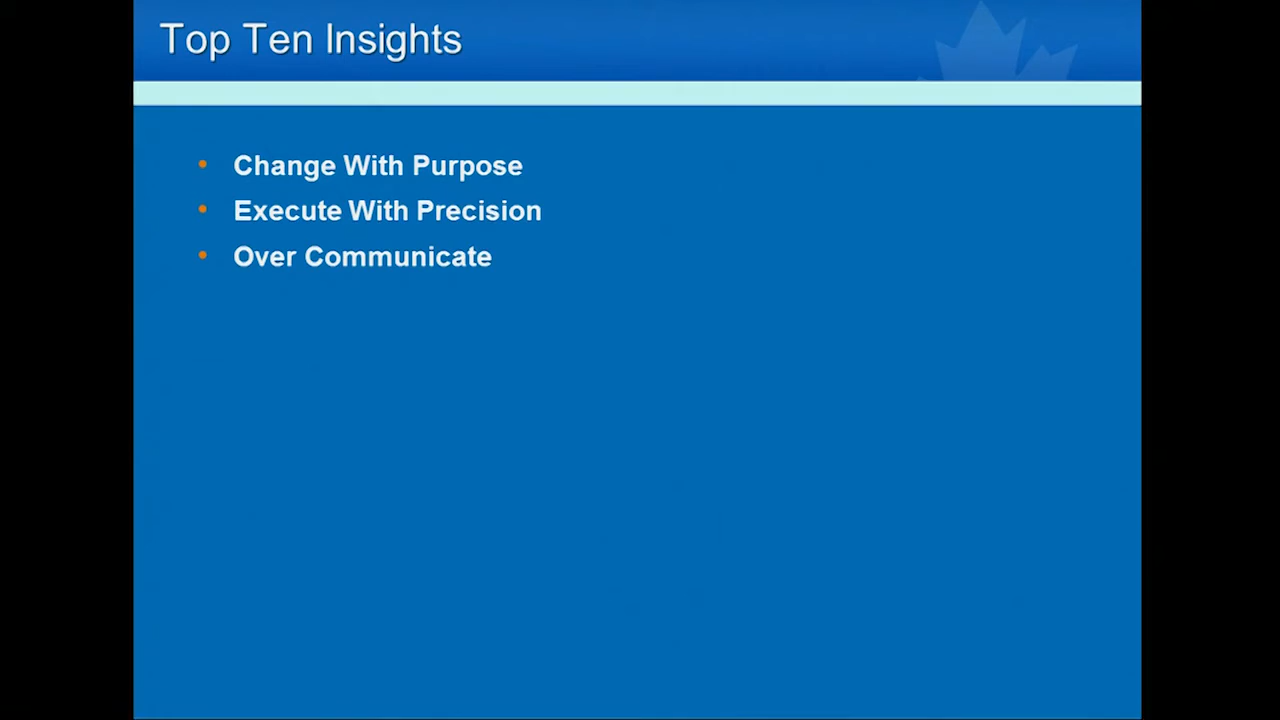 Top Ten Insights
• Change With Purpose
• Execute With Precision
• Over Communicate